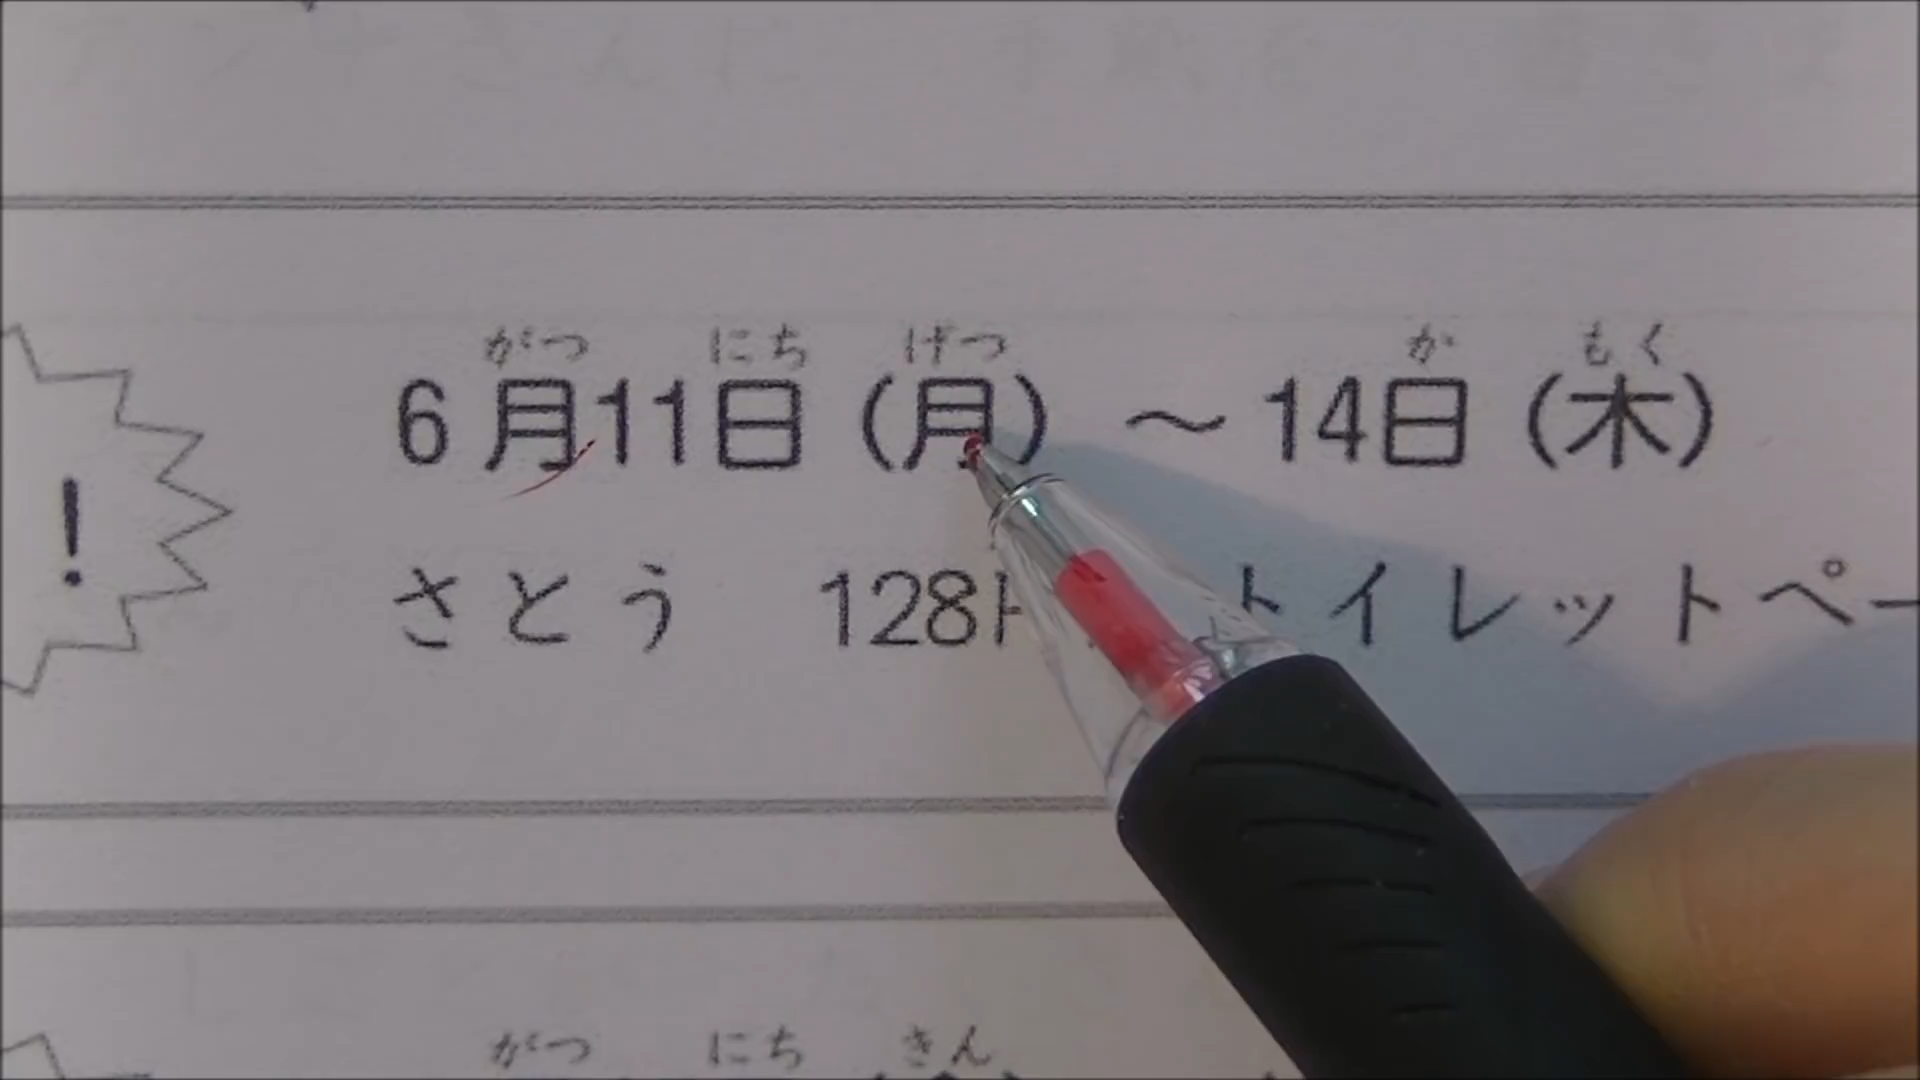 がつ にち げつ か もく
6月11日(月) ～ 14日(木)
!
さとう 128 トイレットペー
がつ にち きん